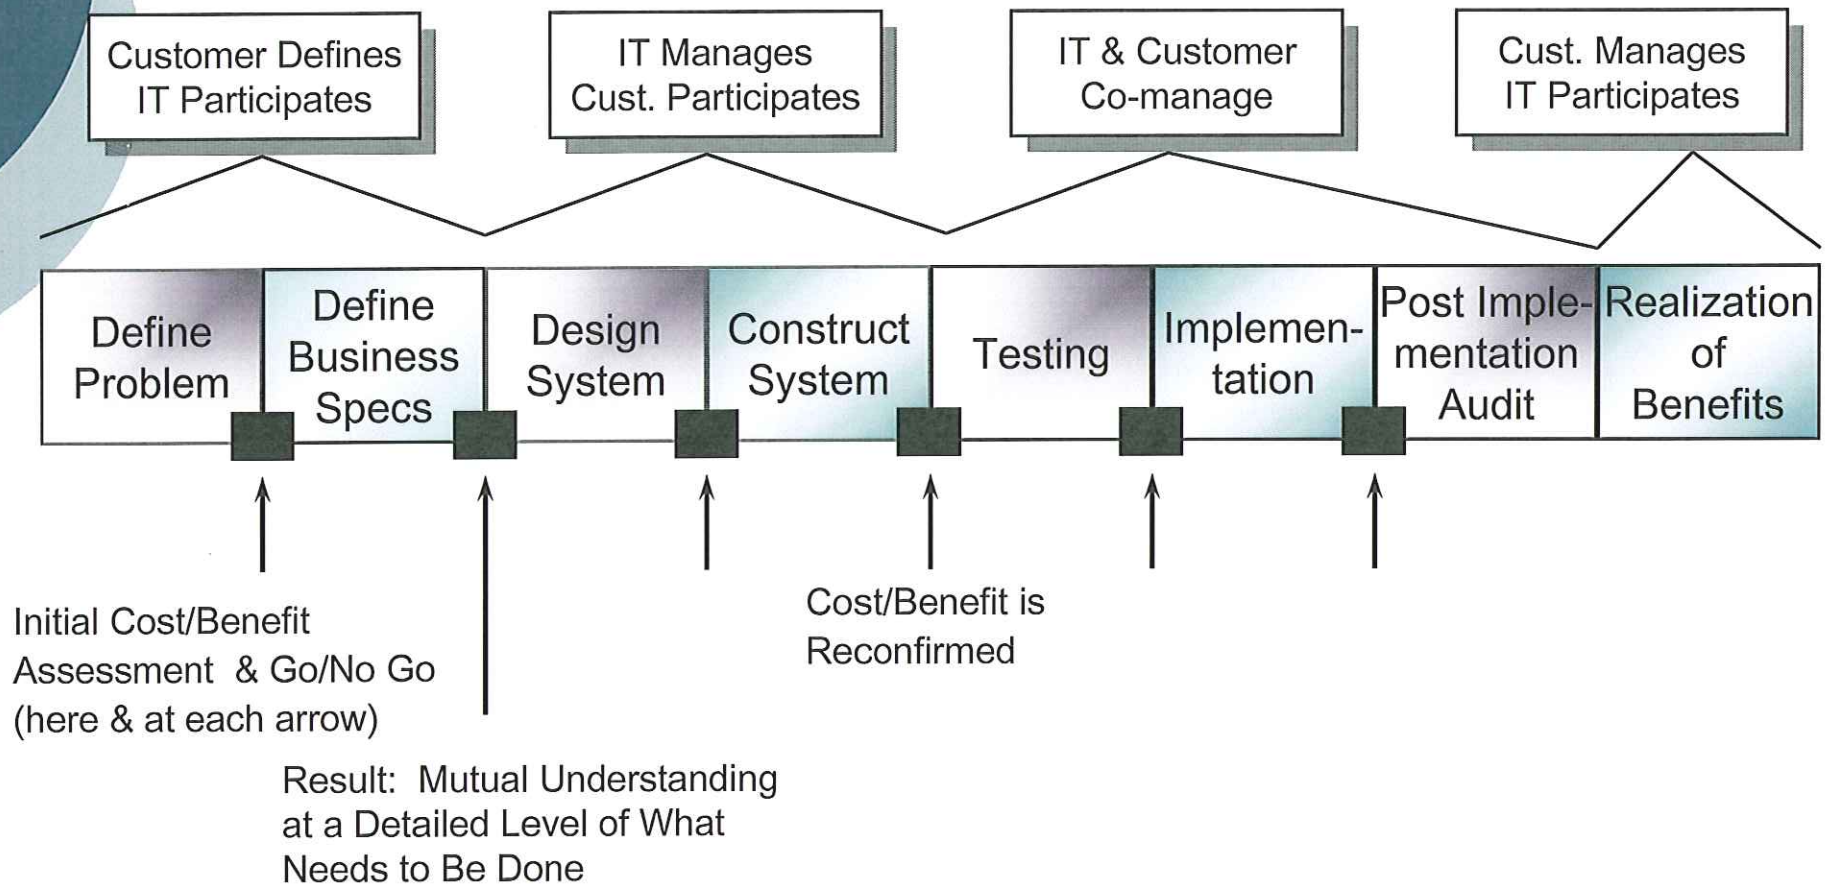 Customer Defines
IT Participates
IT Manages
Cust. Participates
IT & Customer
Co-manage
Cust. Manages
IT Participates
Define
Problem
Define
Business
Specs
Design
System
Construct
System
Testing
Implemen-
tation
Post Imple-
mentation
Audit
Realization
of
Benefits
Initial Cost/Benefit
Assessment & Go/No Go
(here & at each arrow)
Result: Mutual Understanding
at a Detailed Level of What
Needs to Be Done
Cost/Benefit is
Reconfirmed